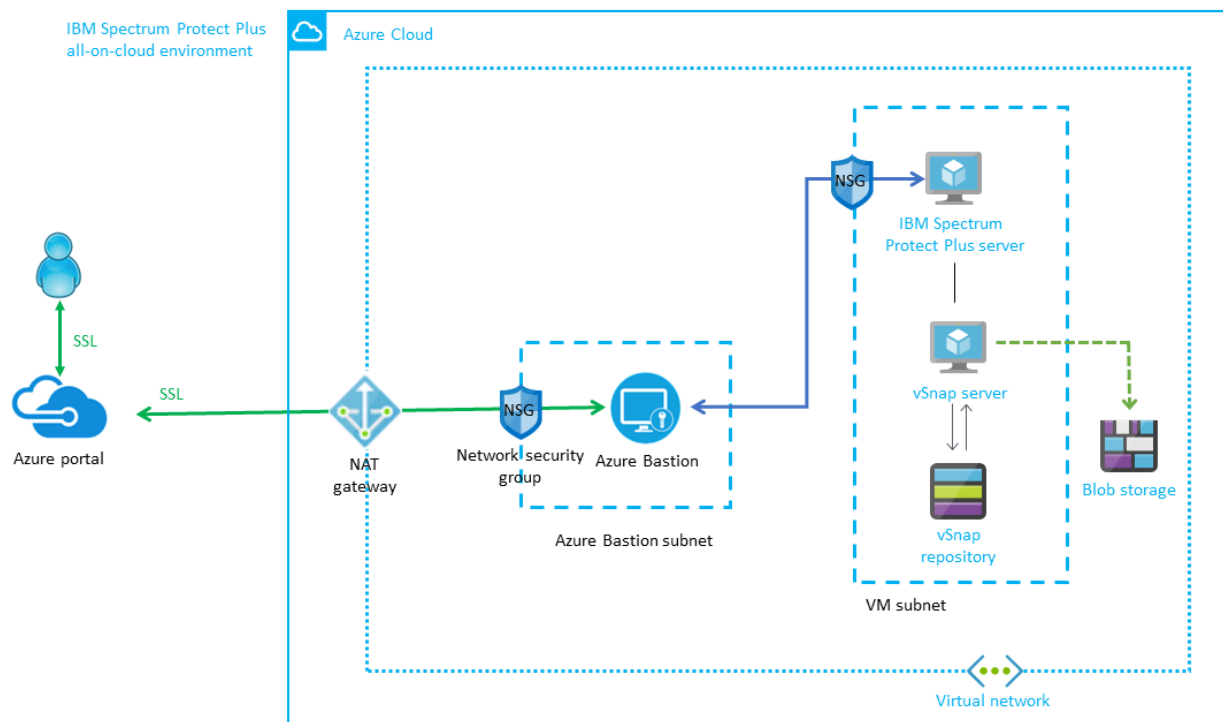 IBM Spectrum Protect Plus
all-on-cloud environment
Azure Cloud
NSG
IBM Spectrum
Protect Plus server
SSL
vSnap server
SSL
NSG
Azure portal
NAT
gateway
Network security
group
Azure Bastion
Blob storage
vSnap
repository
Azure Bastion subnet
VM subnet
Virtual network